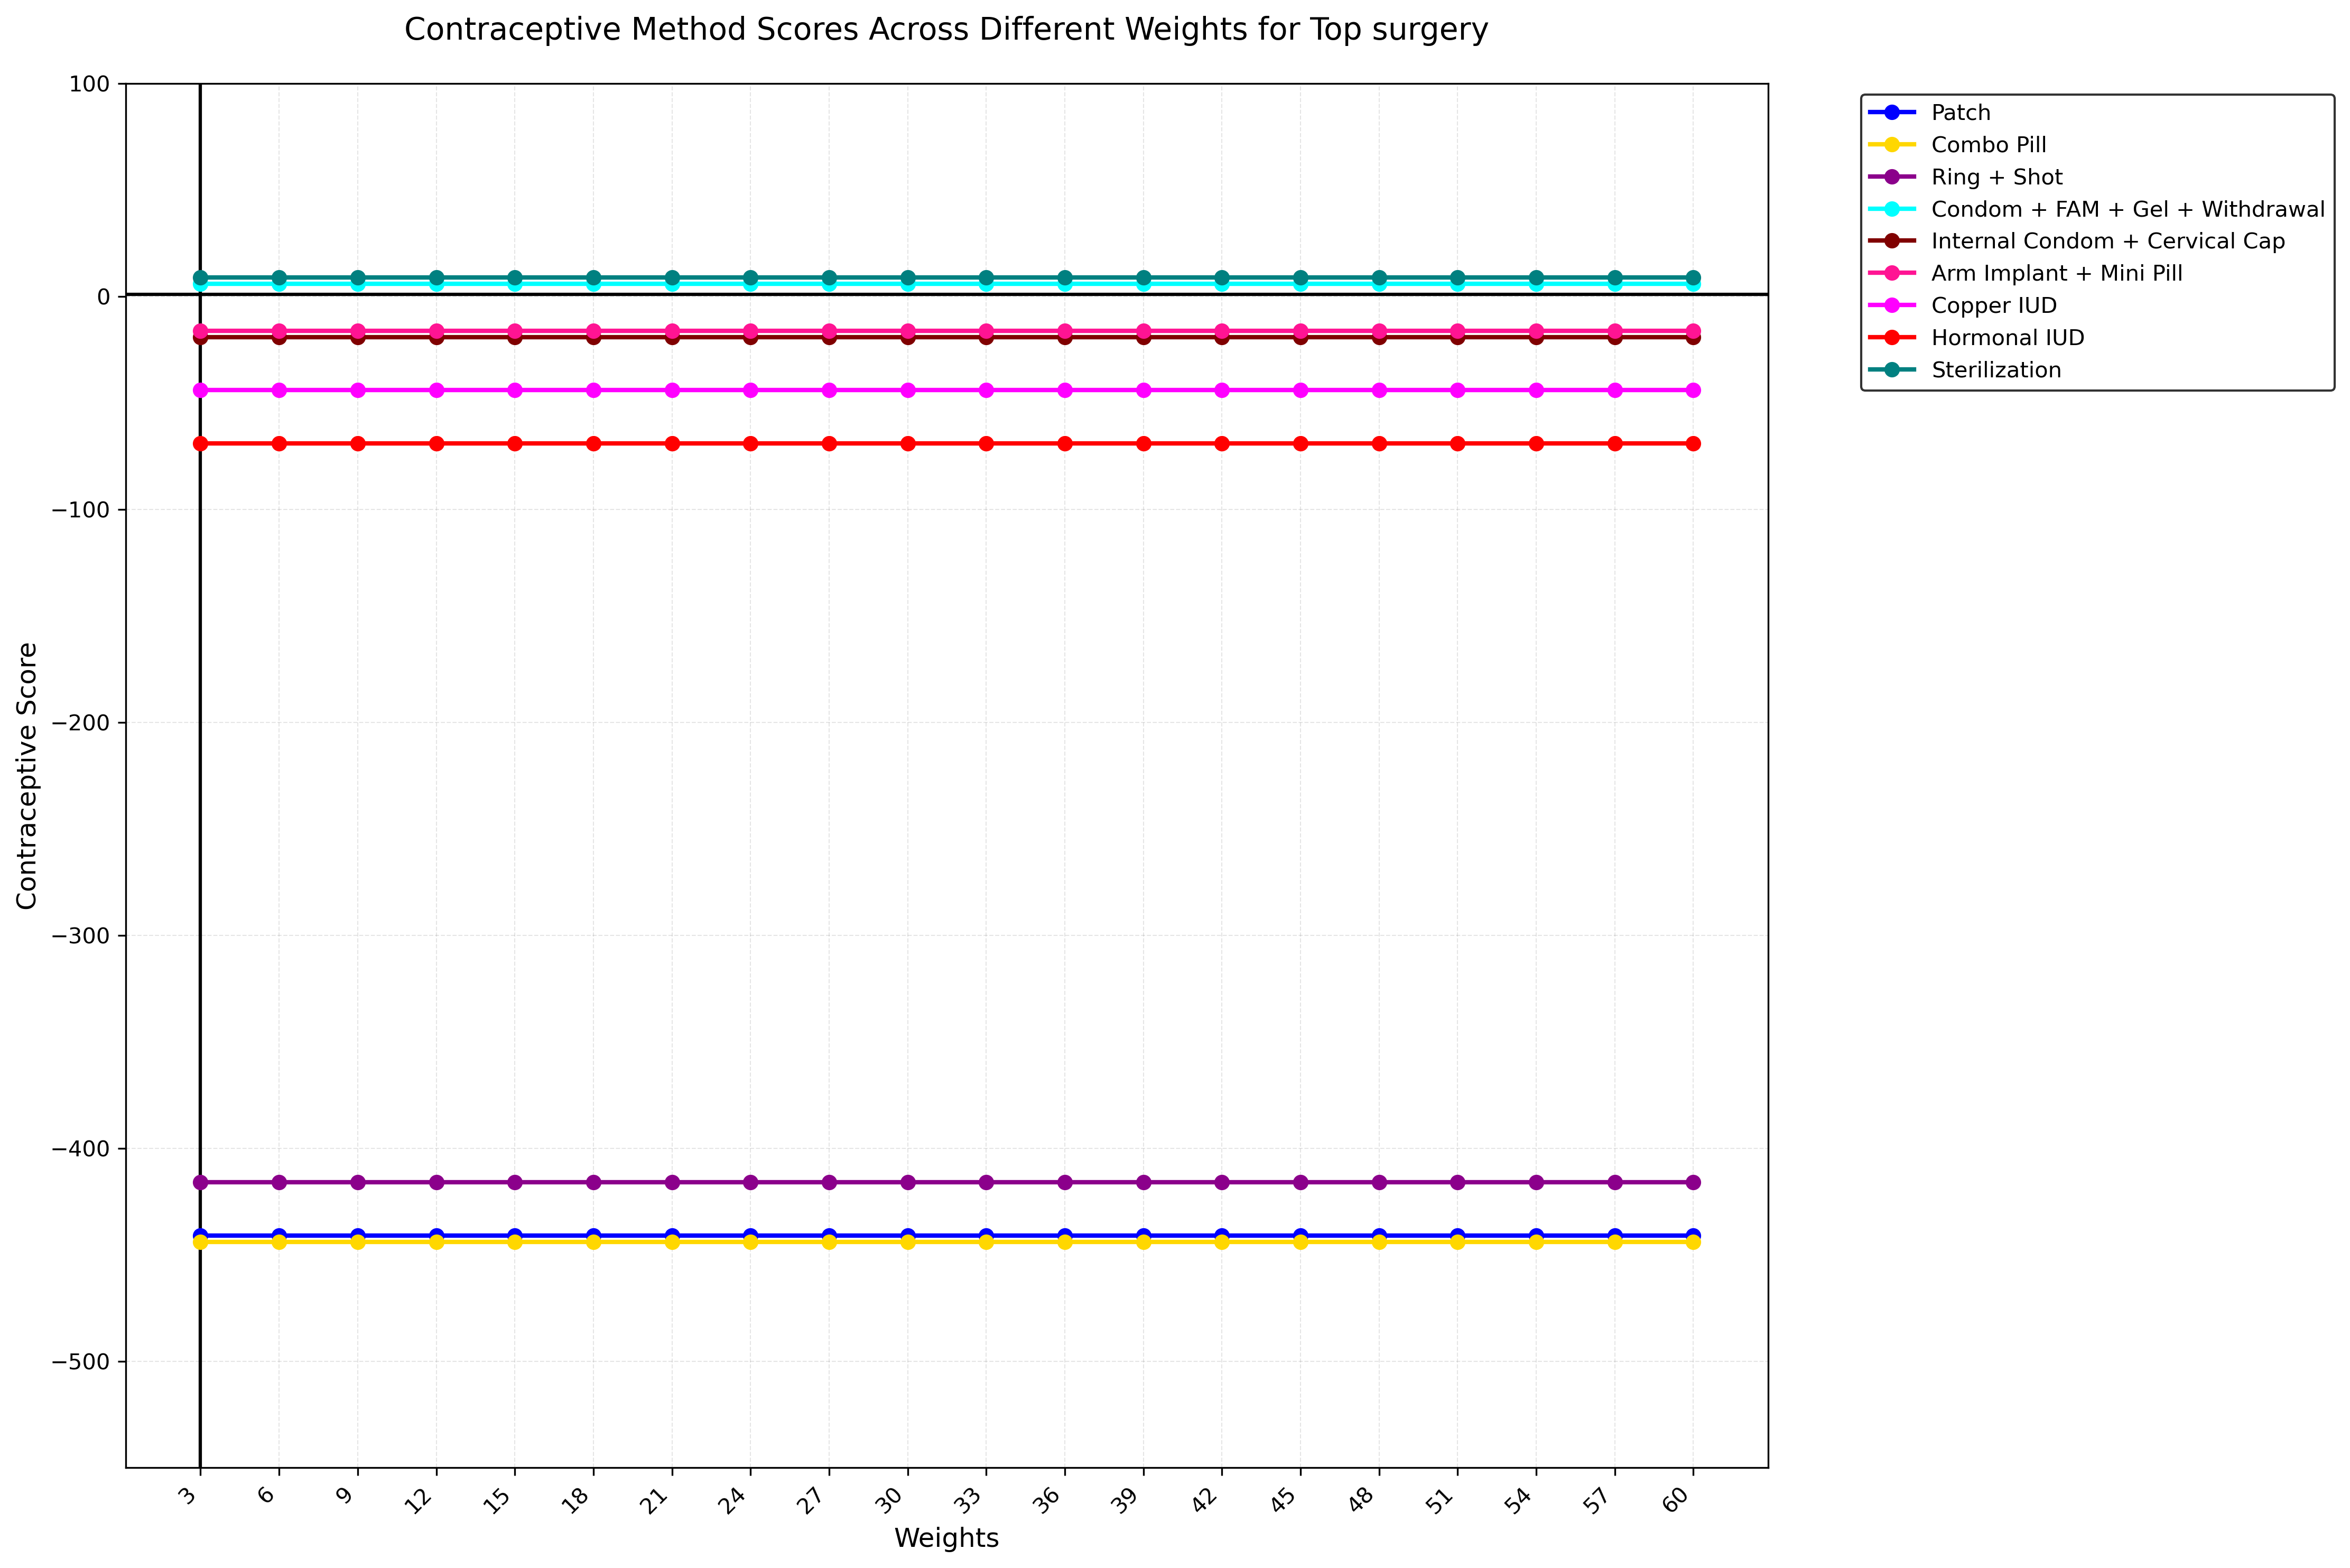 Contraceptive Method Scores Across Different Weights for Top surgery
100
0
−100
−200
−300
−400
−500
Contraceptive Score
3
6
9
12
15
18
21
24
27
30
33
36
39
42
45
48
51
54
57
60
Weights
Patch
Combo Pill
Ring + Shot
Condom + FAM + Gel + Withdrawal
Internal Condom + Cervical Cap
Arm Implant + Mini Pill
Copper IUD
Hormonal IUD
Sterilization